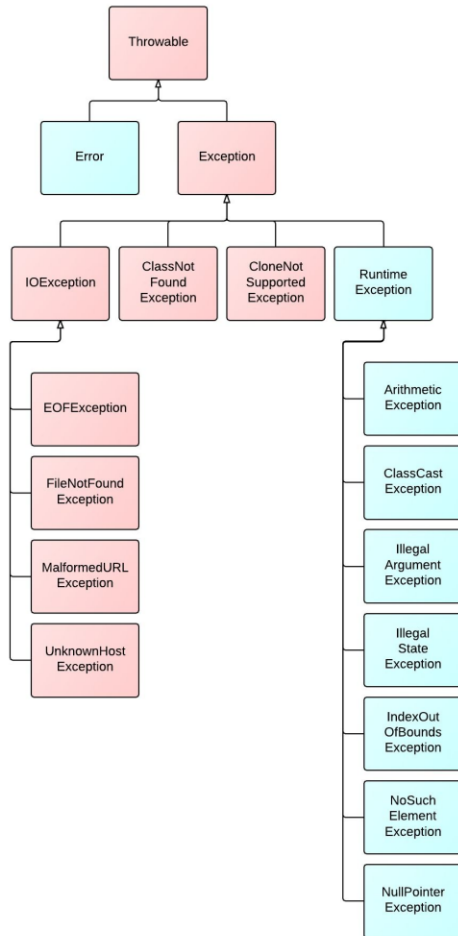 Throwable
Error
Exception
IOException
ClassNot
Found
Exception
CloneNot
Supported
Exception
Runtime
Exception
EOFException
FileNotFound
Exception
MalformedURL
Exception
UnknownHost
Exception
Arithmetic
Exception
ClassCast
Exception
Illegal
Argument
Exception
Illegal
State
Exception
IndexOut
OfBounds
Exception
NoSuch
Element
Exception
NullPointer
Exception